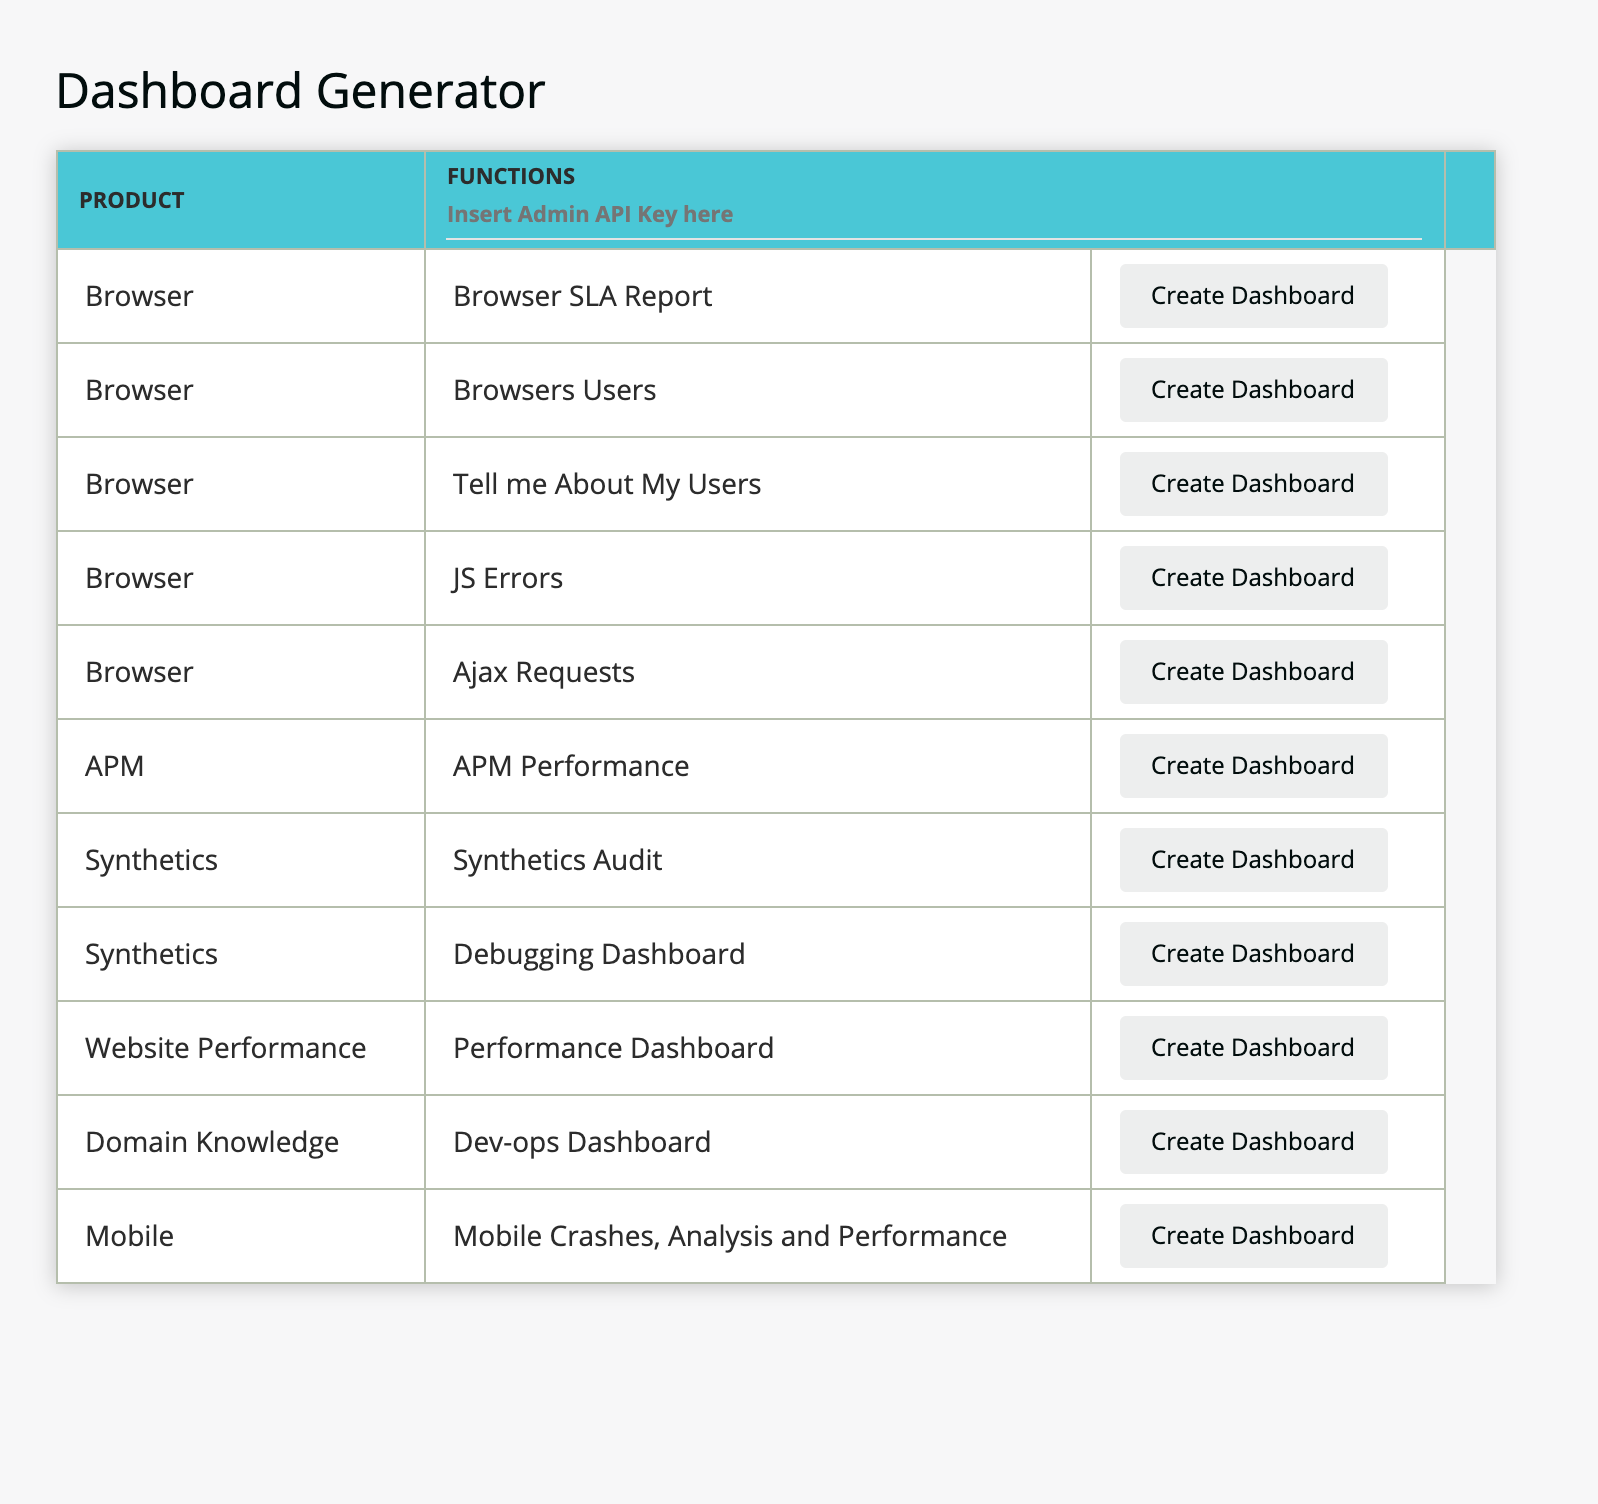 Dashboard Generator
PRODUCT
FUNCTIONS
Insert Admin API Key here
Browser Browser SLA Report Create Dashboard
Browser Browsers Users Create Dashboard
Browser Tell me About My Users Create Dashboard
Browser JS Errors Create Dashboard
Browser Ajax Requests Create Dashboard
APM APM Performance Create Dashboard
Synthetics Synthetics Audit Create Dashboard
Synthetics Debugging Dashboard Create Dashboard
Website Performance Performance Dashboard Create Dashboard
Domain Knowledge Dev-ops Dashboard Create Dashboard
Mobile Mobile Crashes, Analysis and Performance Create Dashboard